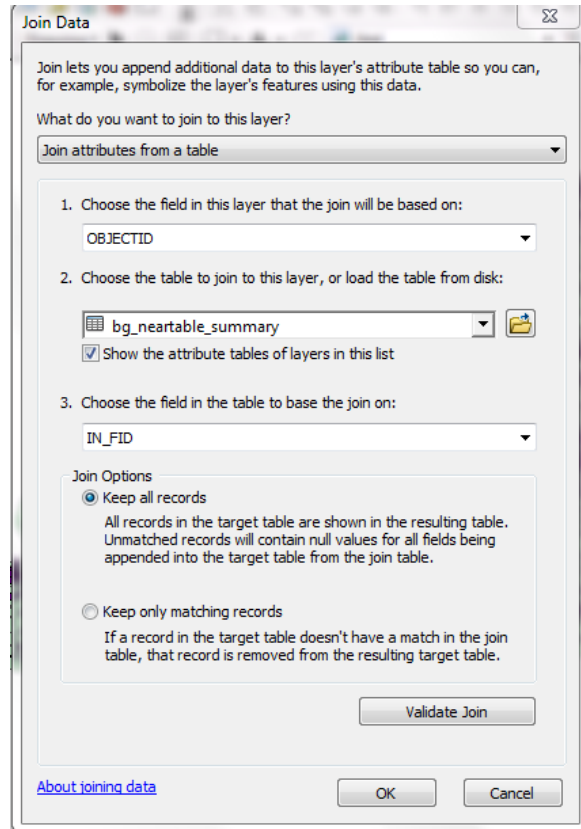 Join Data
Join lets you append additional data to this layer's attribute table so you can,
for example, symbolize the layer's features using this data.
What do you want to join to this layer?
Join attributes from a table
1. Choose the field in this layer that the join will be based on:
OBJECTID
2. Choose the table to join to this layer, or load the table from disk:
bg_neartable_summary
Show the attribute tables of layers in this list
3. Choose the field in the table to base the join on:
IN_FID
Join Options
Keep all records
All records in the target table are shown in the resulting table.
Unmatched records will contain null values for all fields being
appended into the target table from the join table.
Keep only matching records
If a record in the target table doesn't have a match in the join
table, that record is removed from the resulting target table.
Validate Join
About joining data
OK
Cancel